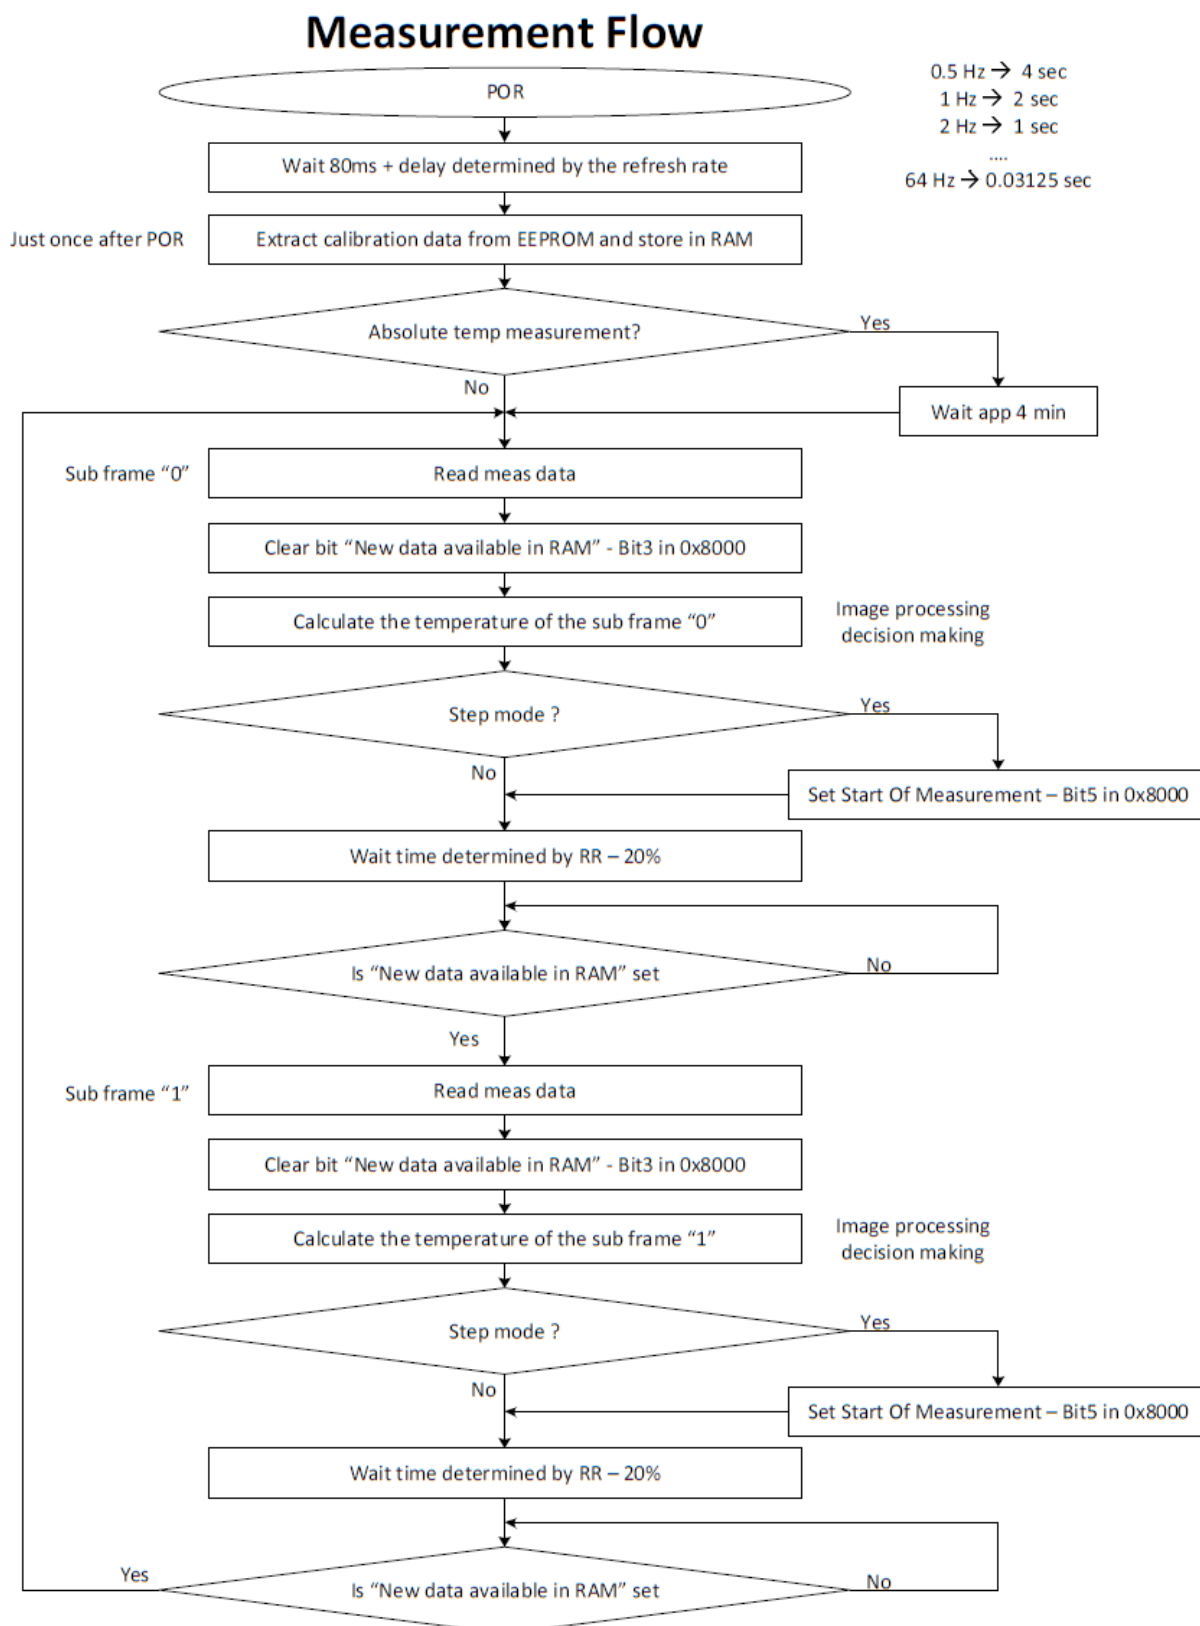 Measurement Flow
POR
0.5 Hz → 4 sec
1 Hz → 2 sec
2 Hz → 1 sec
....
64 Hz → 0.03125 sec
Wait 80ms + delay determined by the refresh rate
Just once after POR
Extract calibration data from EEPROM and store in RAM
Absolute temp measurement?
Yes
No
Wait app 4 min
Sub frame “0”
Read meas data
Clear bit “New data available in RAM” - Bit3 in 0x8000
Calculate the temperature of the sub frame “0”
Image processing
decision making
Step mode ?
Yes
No
Set Start Of Measurement – Bit5 in 0x8000
Wait time determined by RR – 20%
Is “New data available in RAM” set
No
Yes
Sub frame “1”
Read meas data
Clear bit “New data available in RAM” - Bit3 in 0x8000
Calculate the temperature of the sub frame “1”
Image processing
decision making
Step mode ?
Yes
No
Set Start Of Measurement – Bit5 in 0x8000
Wait time determined by RR – 20%
Yes
Is “New data available in RAM” set
No